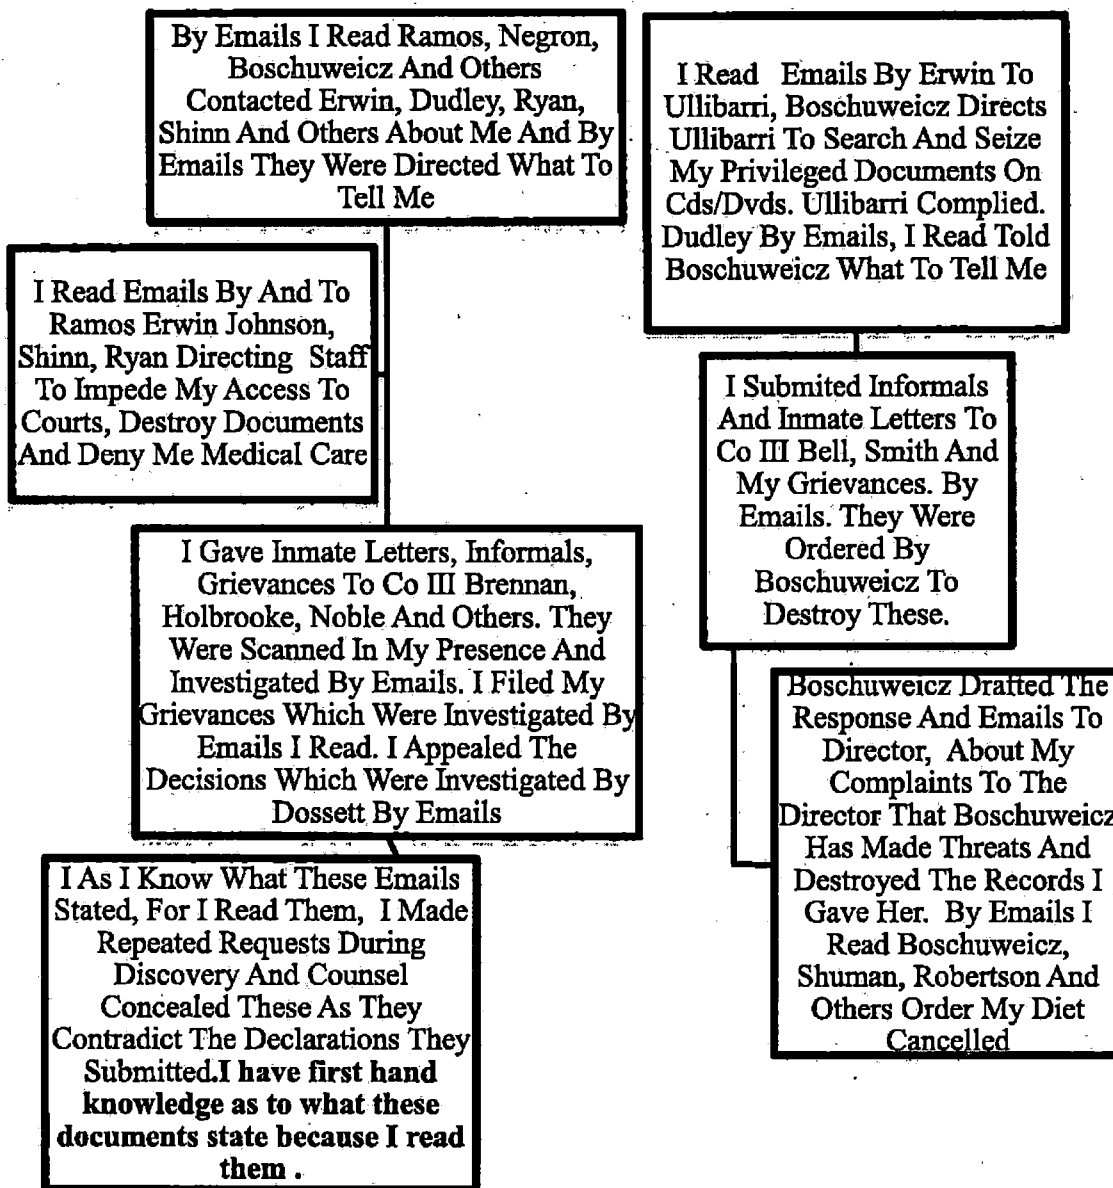 By Emails I Read Ramos, Negron,
Boschuweicz And Others
Contacted Erwin, Dudley, Ryan,
Shinn And Others About Me And By
Emails They Were Directed What To
Tell Me
I Read Emails By And To
Ramos Erwin Johnson,
Shinn, Ryan Directing Staff
To Impede My Access To
Courts, Destroy Documents
And Deny Me Medical Care
I Gave Inmate Letters, Informals,
Grievances To Co III Brennan,
Holbrooke, Noble And Others. They
Were Scanned In My Presence And
Investigated By Emails. I Filed My
Grievances Which Were Investigated By
Emails I Read. I Appealed The
Decisions Which Were Investigated By
Dossett By Emails
I As I Know What These Emails
Stated, For I Read Them, I Made
Repeated Requests During
Discovery And Counsel
Concealed These As They
Contradict The Declarations They
Submitted.I have first hand
knowledge as to what these
documents state because I read
them .
I Read Emails By Erwin To
Ullibarri, Boschuweicz Directs
Ullibarri To Search And Seize
My Privileged Documents On
Cds/Dvds. Ullibarri Complied.
Dudley By Emails, I Read Told
Boschuweicz What To Tell Me
I Submited Informals
And Inmate Letters To
Co III Bell, Smith And
My Grievances. By
Emails. They Were
Ordered By
Boschuweicz To
Destroy These.
Boschuweicz Drafted The
Response And Emails To
Director, About My
Complaints To The
Director That Boschuweicz
Has Made Threats And
Destroyed The Records I
Gave Her. By Emails I
Read Boschuweicz,
Shuman, Robertson And
Others Order My Diet
Cancelled